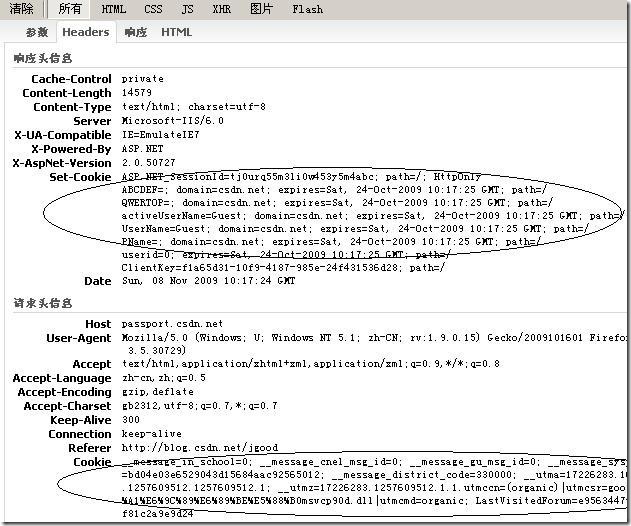 清除 所有 HTML CSS JS XHR 图片 Flash
参数 Headers 响应 HTML
响应头信息
Cache-Control private
Content-Length 14579
Content-Type text/html; charset=utf-8
Server Microsoft-IIS/6.0
X-UA-Compatible IE=EmulateIE7
X-Powered-By ASP.NET
X-AspNet-Version 2.0.50727
Set-Cookie ASP.NET_SessionId=tj0urq55m31i0w453y5m4abc; path=/; HttpOnly
ABCDEF=; domain=csdn.net; expires=Sat, 24-Oct-2009 10:17:25 GMT; path=/
QWERTOP=; domain=csdn.net; expires=Sat, 24-Oct-2009 10:17:25 GMT; path=/
activeUserName=Guest; domain=csdn.net; expires=Sat, 24-Oct-2009 10:17:25 GMT; path=/
UserName=Guest; domain=csdn.net; expires=Sat, 24-Oct-2009 10:17:25 GMT; path=/
PName=; domain=csdn.net; expires=Sat, 24-Oct-2009 10:17:25 GMT; path=/
userid=0; expires=Sat, 24-Oct-2009 10:17:25 GMT; path=/
ClientKey=f1a65d31-10f9-4187-985e-24f431536d28; path=/
Date Sun, 08 Nov 2009 10:17:24 GMT
请求头信息
Host passport.csdn.net
User-Agent Mozilla/5.0 (Windows; U; Windows NT 5.1; zh-CN; rv:1.9.0.15) Gecko/2009101601 Firefo
3.5.30729)
Accept text/html,application/xhtml+xml,application/xml;q=0.9,*/*;q=0.8
Accept-Language zh-cn,zh;q=0.5
Accept-Encoding gzip,deflate
Accept-Charset gb2312,utf-8;q=0.7,*;q=0.7
Keep-Alive 300
Connection keep-alive
Referer http://blog.csdn.net/jgood
Cookie __message_in_school=0; __message_cnel_msg_id=0; __message_gu_msg_id=0; __message_sys
=bd04e03e6529043d15684aac92565012; __message_district_code=330000; __utma=17226283.10
.1257609512.1257609512.1; __utmz=17226283.1257609512.1.1.utmccn=(organic)|utmcsr=goo
%A1%E6%9C%89%E6%89%BE%E5%88%B0msvcp90d.dll|utmcmd=organic; LastVisitedForum=e956344
f81c2a9e9d24